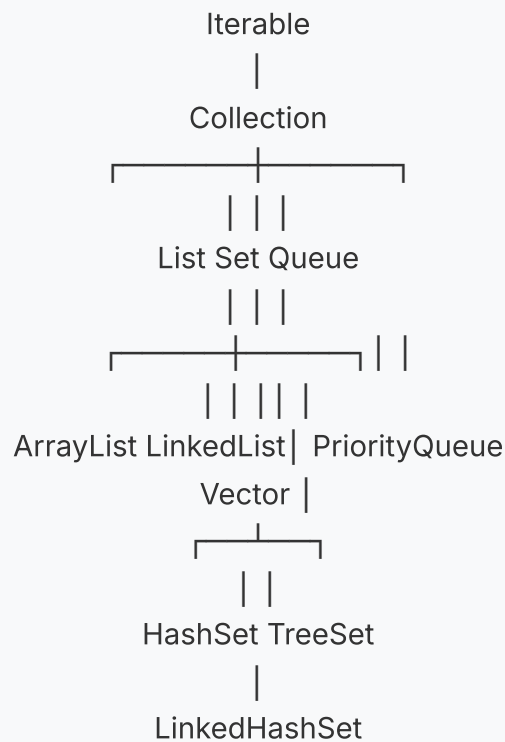 Iterable
│
Collection
┌───────┼───────┐
│ │ │
List Set Queue
│ │ │
┌──────┼──────┐│ │
│ │ ││ │
ArrayList LinkedList│ PriorityQueue
Vector │
┌───┴───┐
│ │
HashSet TreeSet
│
LinkedHashSet